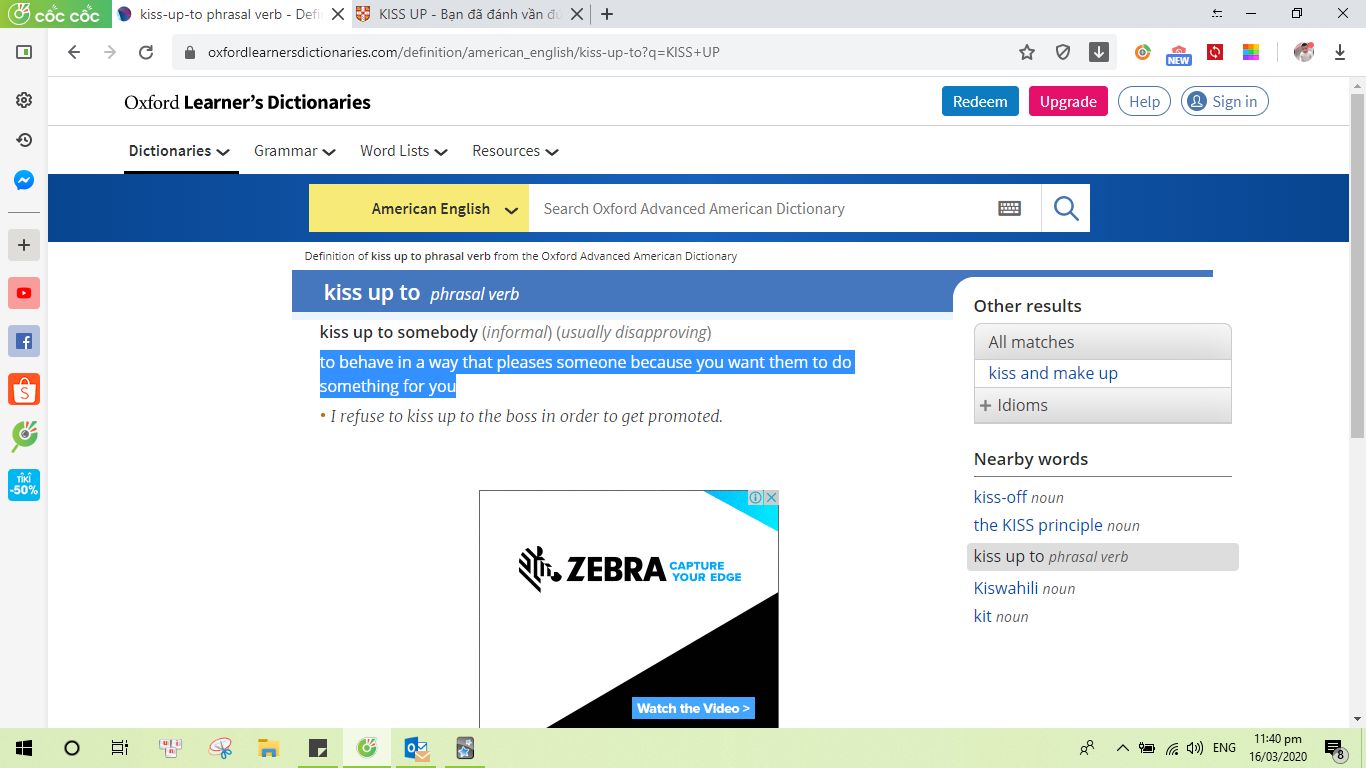 cốc cốc
kiss-up-to phrasal verb - Defi
KISS UP - Bạn đã đánh vần đú
oxfordlearnersdictionaries.com/definition/american_english/kiss-up-to?q=KISS+UP
NEW
Oxford Learner's Dictionaries
Redeem
Upgrade
Help
Sign in
Dictionaries
Grammar
Word Lists
Resources
American English
Search Oxford Advanced American Dictionary
Definition of kiss up to phrasal verb from the Oxford Advanced American Dictionary
kiss up to phrasal verb
kiss up to somebody (informal) (usually disapproving)
to behave in a way that pleases someone because you want them to do
something for you
• I refuse to kiss up to the boss in order to get promoted.
Other results
All matches
kiss and make up
+ Idioms
Nearby words
kiss-off noun
the KISS principle noun
kiss up to phrasal verb
Kiswahili noun
kit noun
TIKI
-50%
ZEBRA
CAPTURE
YOUR EDGE
Watch the Video >
ENG
11:40 pm
16/03/2020
8